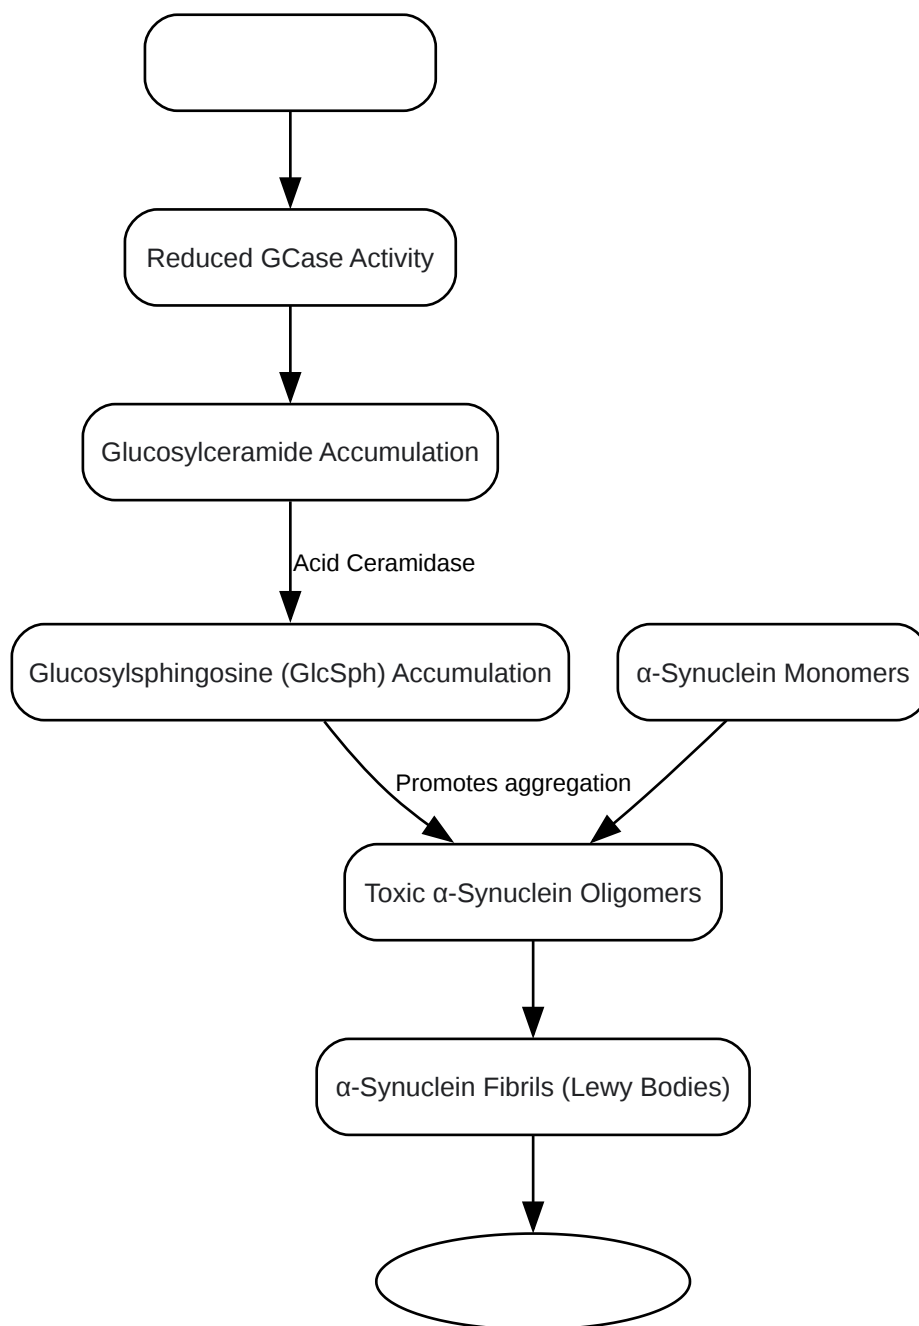 Reduced GCase Activity
Glucosylceramide Accumulation
Acid Ceramidase
Glucosylsphingosine (GlcSph) Accumulation
α-Synuclein Monomers
Promotes aggregation
Toxic α-Synuclein Oligomers
α-Synuclein Fibrils (Lewy Bodies)